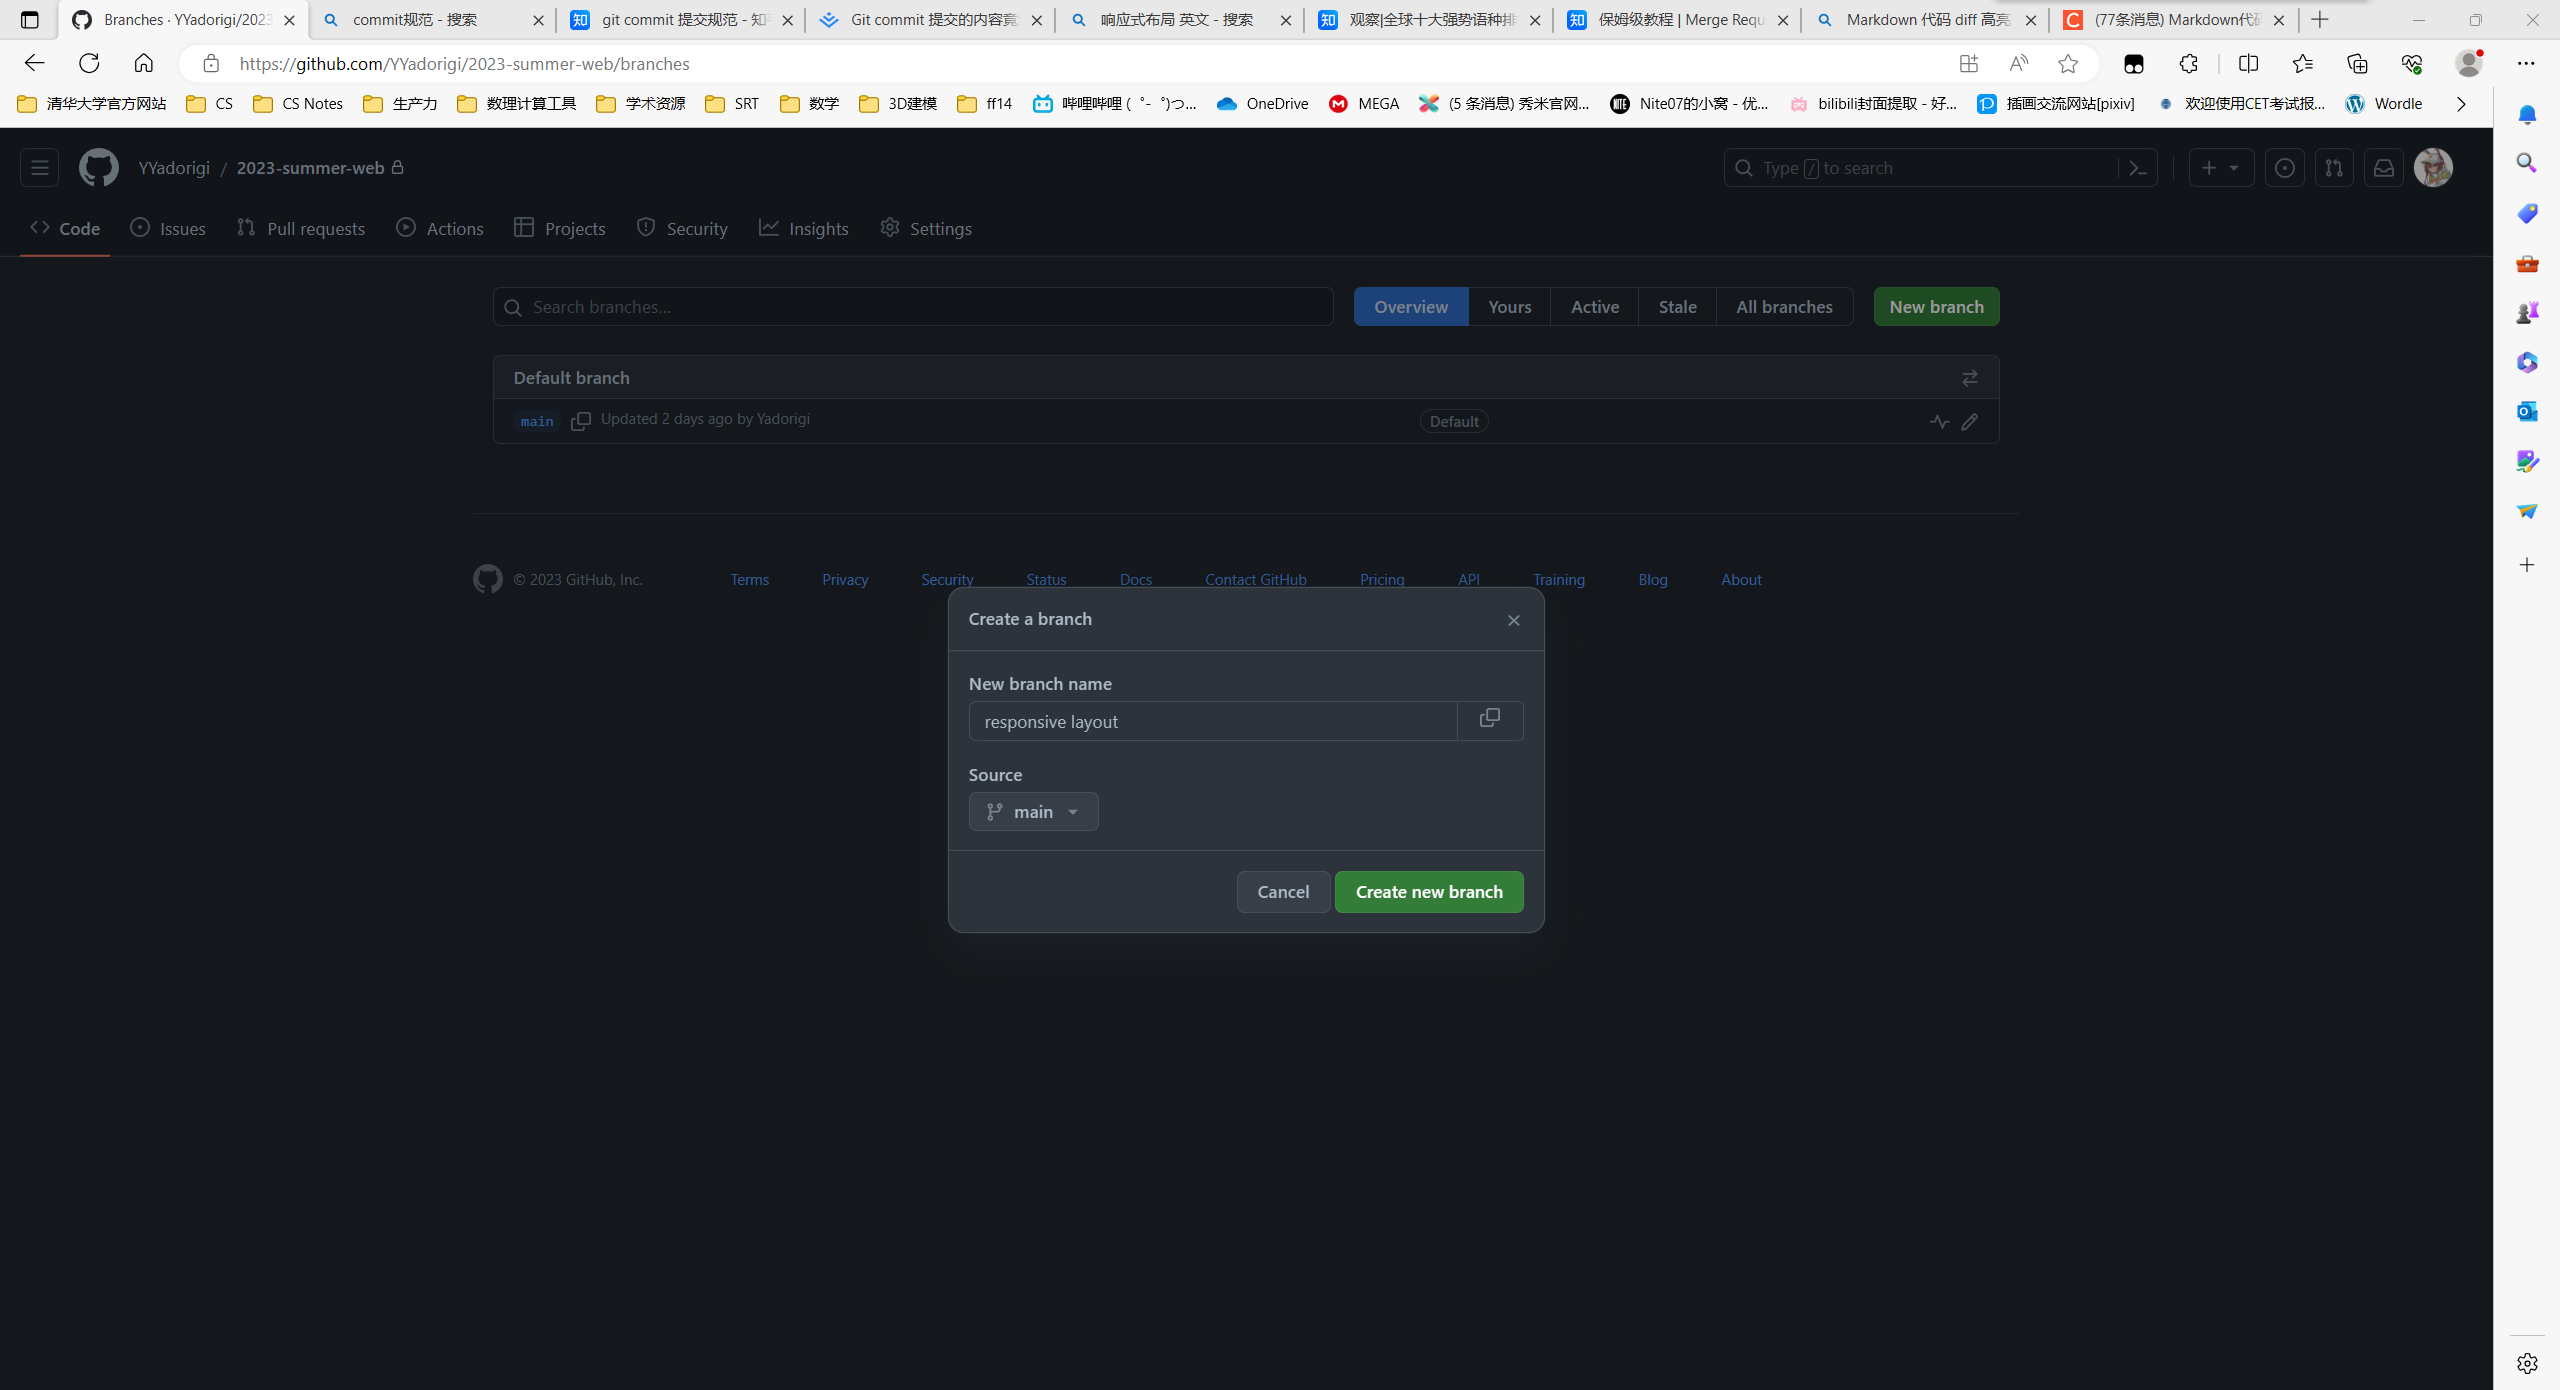 Branches · YYadorigi/2023
commit规范 - 搜索
git commit 提交规范 - 知
Git commit 提交的内容竟
响应式布局 英文 - 搜索
观察|全球十大强势语种排
保姆级教程 | Merge Requ
Markdown 代码 diff 高亮
(77条消息) Markdown代
https://github.com/YYadorigi/2023-summer-web/branches
清华大学官方网站 CS CS Notes 生产力 数理计算工具 学术资源 SRT 数学 3D建模 ff14 哔哩哔哩 ( ゜- ゜)つ... OneDrive MEGA (5 条消息) 秀米官网... Nite07的小窝 - 优... bilibili封面提取 - 好... 插画交流网站[pixiv] 欢迎使用CET考试报... Wordle
YYadorigi / 2023-summer-web
Type / to search
Code Issues Pull requests Actions Projects Security Insights Settings
Search branches...
Overview Yours Active Stale All branches New branch
Default branch
main Updated 2 days ago by Yadorigi Default
© 2023 GitHub, Inc. Terms Privacy Security Status Docs Contact GitHub Pricing API Training Blog About
Create a branch
New branch name
responsive layout
Source
main
Cancel Create new branch